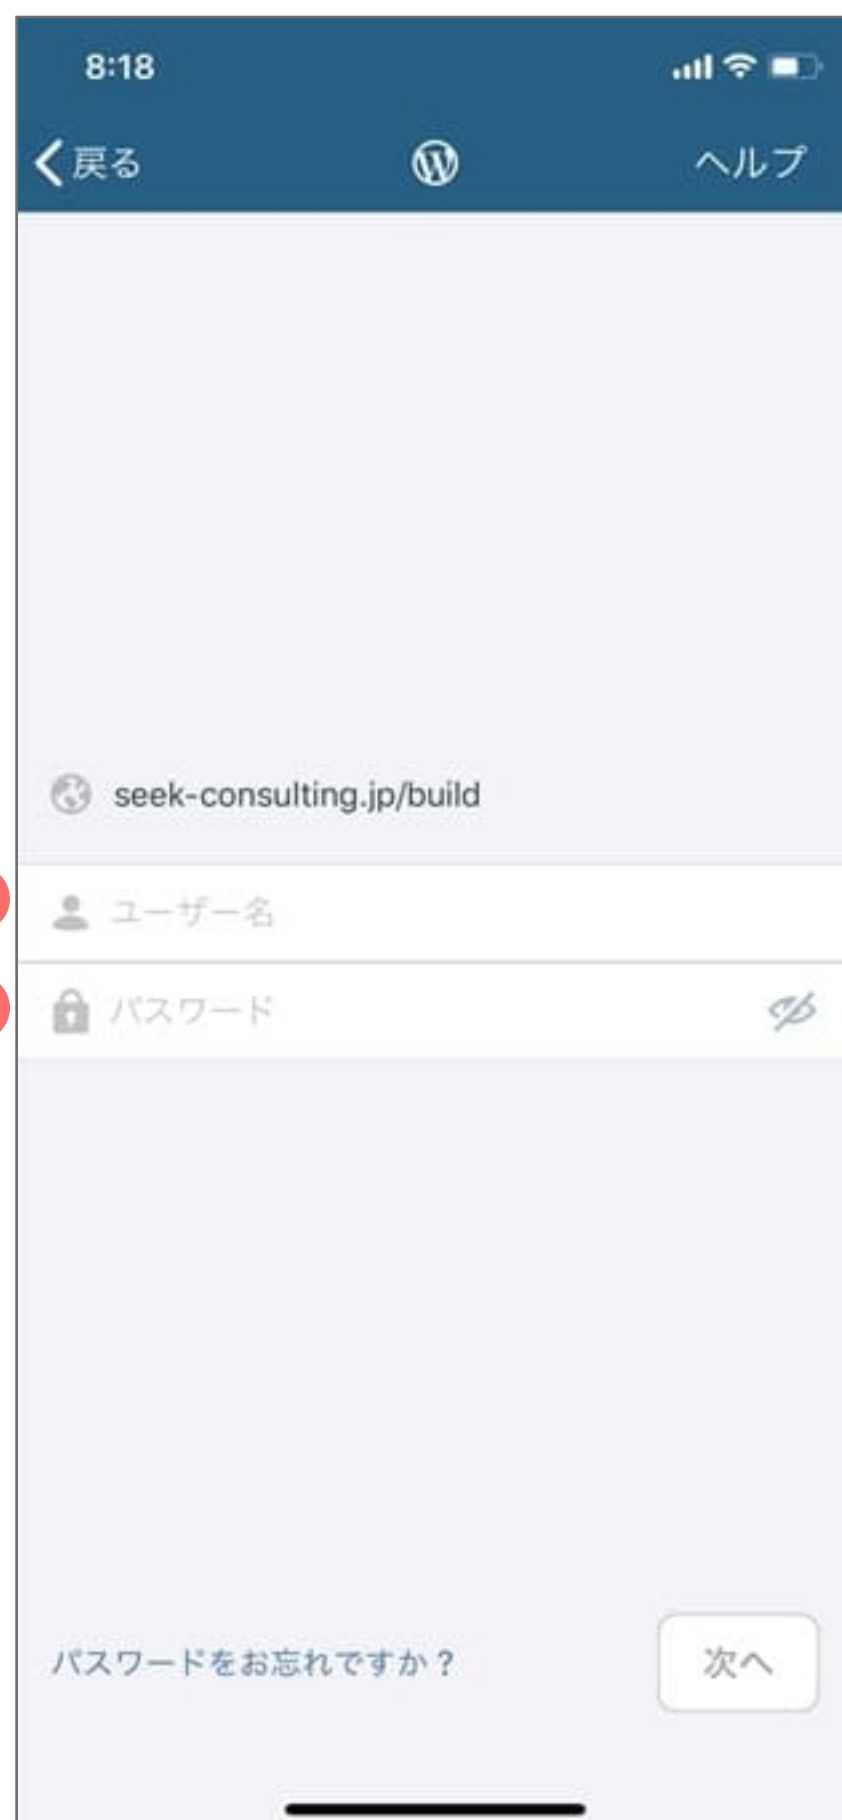 8:18
戻る
ヘルプ
seek-consulting.jp/build
ユーザー名
パスワード
パスワードをお忘れですか？
次へ